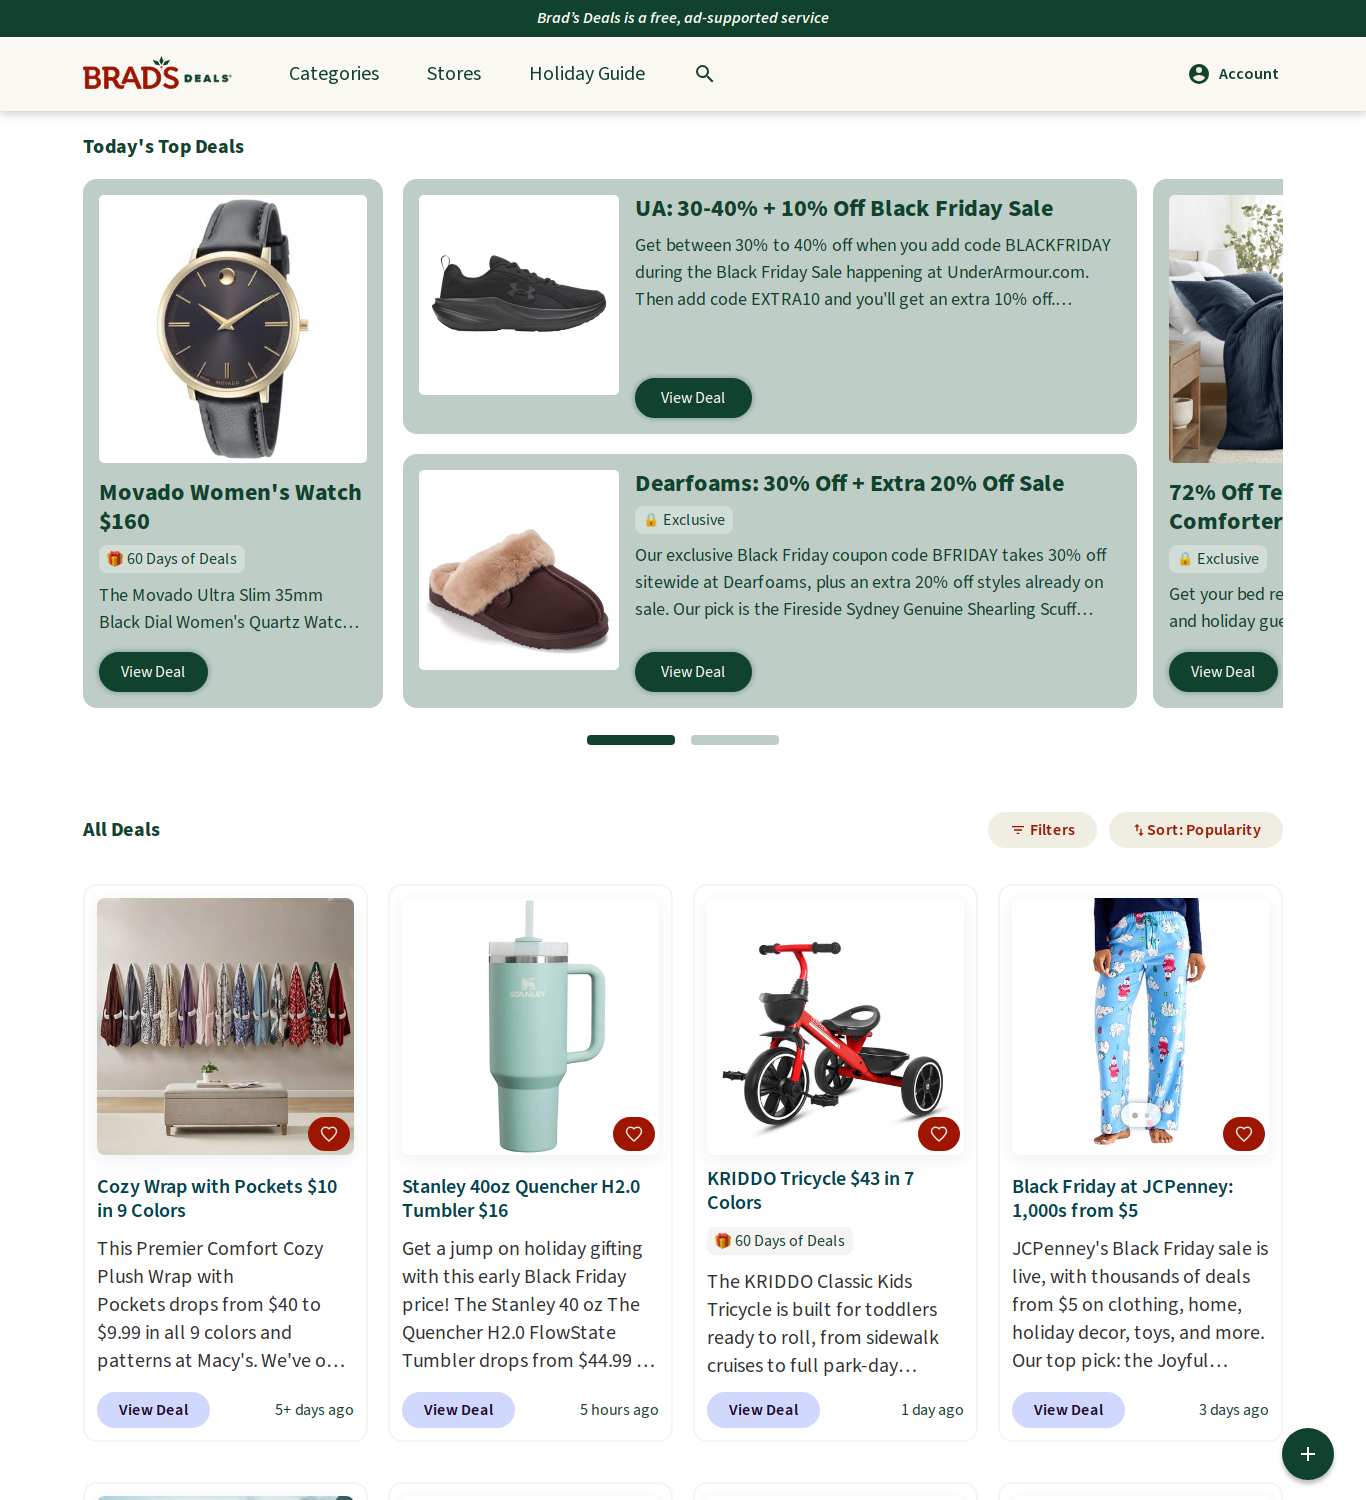 Brad's Deals is a free, ad-supported service
BRAD'S DEALS
Categories
Stores
Holiday Guide
Account
Today's Top Deals
MOVADO
Movado Women's Watch
$160
60 Days of Deals
The Movado Ultra Slim 35mm
Black Dial Women's Quartz Watc…
View Deal
UA: 30-40% + 10% Off Black Friday Sale
Get between 30% to 40% off when you add code BLACKFRIDAY
during the Black Friday Sale happening at UnderArmour.com.
Then add code EXTRA10 and you'll get an extra 10% off.…
View Deal
Dearfoams: 30% Off + Extra 20% Off Sale
Exclusive
Our exclusive Black Friday coupon code BFRIDAY takes 30% off
sitewide at Dearfoams, plus an extra 20% off styles already on
sale. Our pick is the Fireside Sydney Genuine Shearling Scuff…
View Deal
72% Off Te
Comforter
Exclusive
Get your bed re
and holiday gue
View Deal
All Deals
Filters
Sort: Popularity
Cozy Wrap with Pockets $10
in 9 Colors
This Premier Comfort Cozy
Plush Wrap with
Pockets drops from $40 to
$9.99 in all 9 colors and
patterns at Macy's. We've o…
View Deal
5+ days ago
STANLEY
Stanley 40oz Quencher H2.0
Tumbler $16
Get a jump on holiday gifting
with this early Black Friday
price! The Stanley 40 oz The
Quencher H2.0 FlowState
Tumbler drops from $44.99 …
View Deal
5 hours ago
KRIDDO Tricycle $43 in 7
Colors
60 Days of Deals
The KRIDDO Classic Kids
Tricycle is built for toddlers
ready to roll, from sidewalk
cruises to full park-day…
View Deal
1 day ago
Black Friday at JCPenney:
1,000s from $5
JCPenney's Black Friday sale is
live, with thousands of deals
from $5 on clothing, home,
holiday decor, toys, and more.
Our top pick: the Joyful…
View Deal
3 days ago